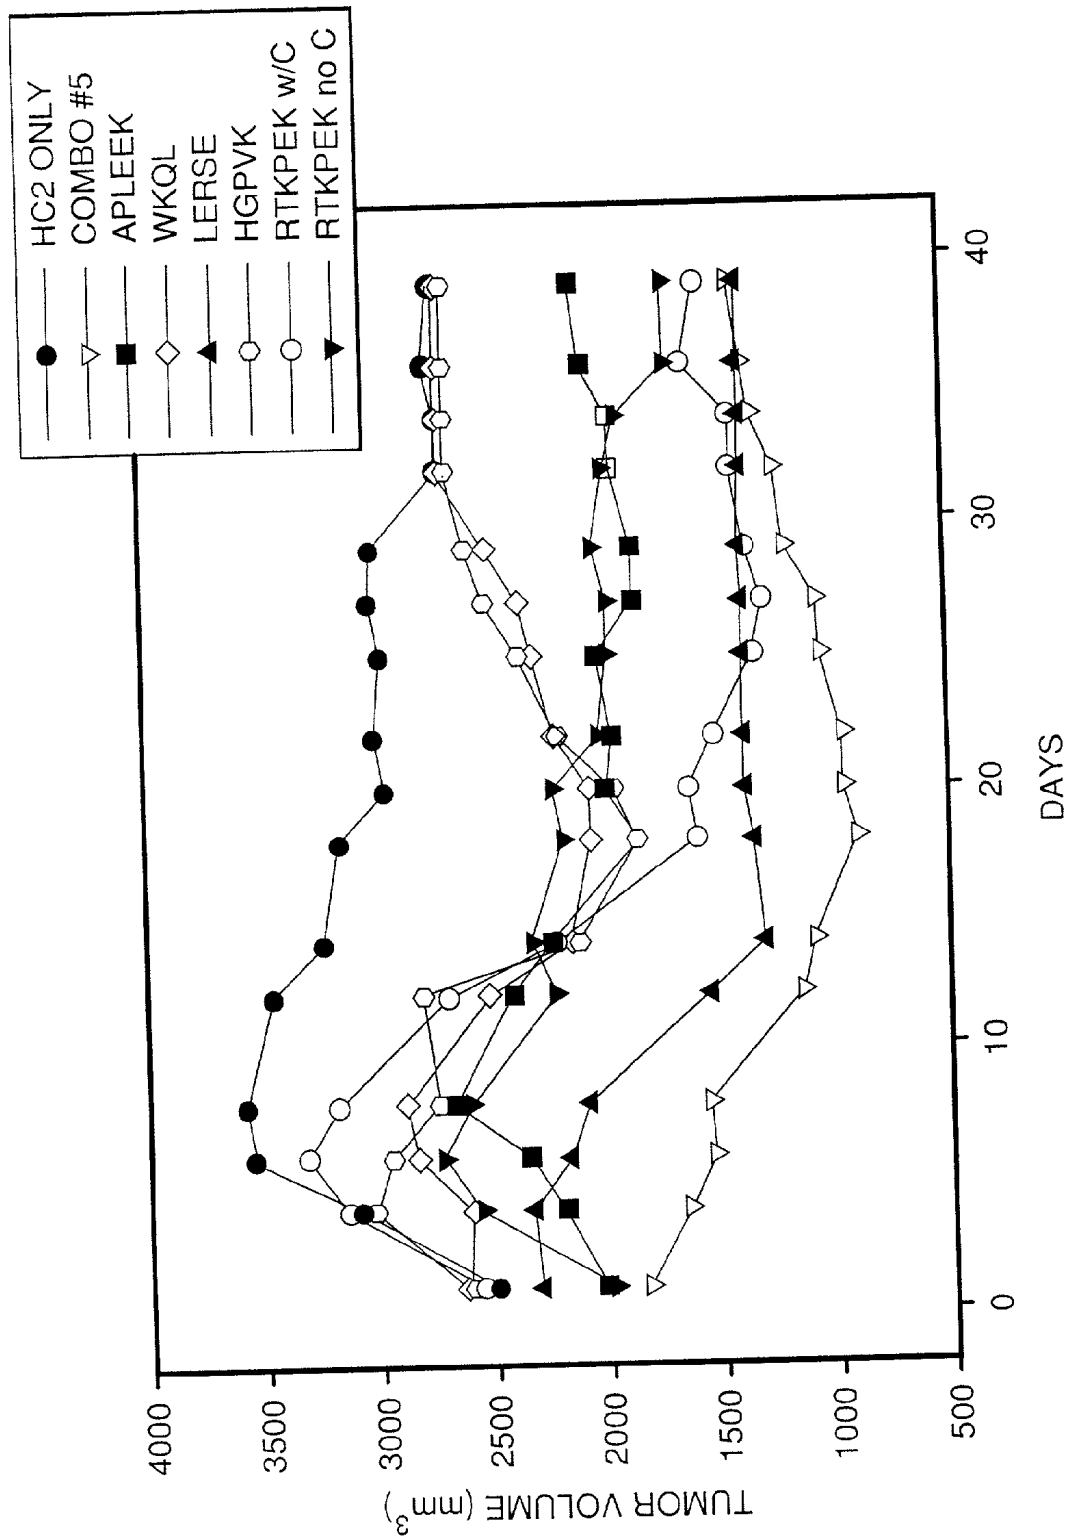 HC2 ONLY
COMBO #5
APLEEK
WKQL
LERSE
HGPVK
RTKPEK w/C
RTKPEK no C
4000
3500
3000
2500
2000
1500
1000
500
TUMOR VOLUME (mm³)
0
10
20
30
40
DAYS